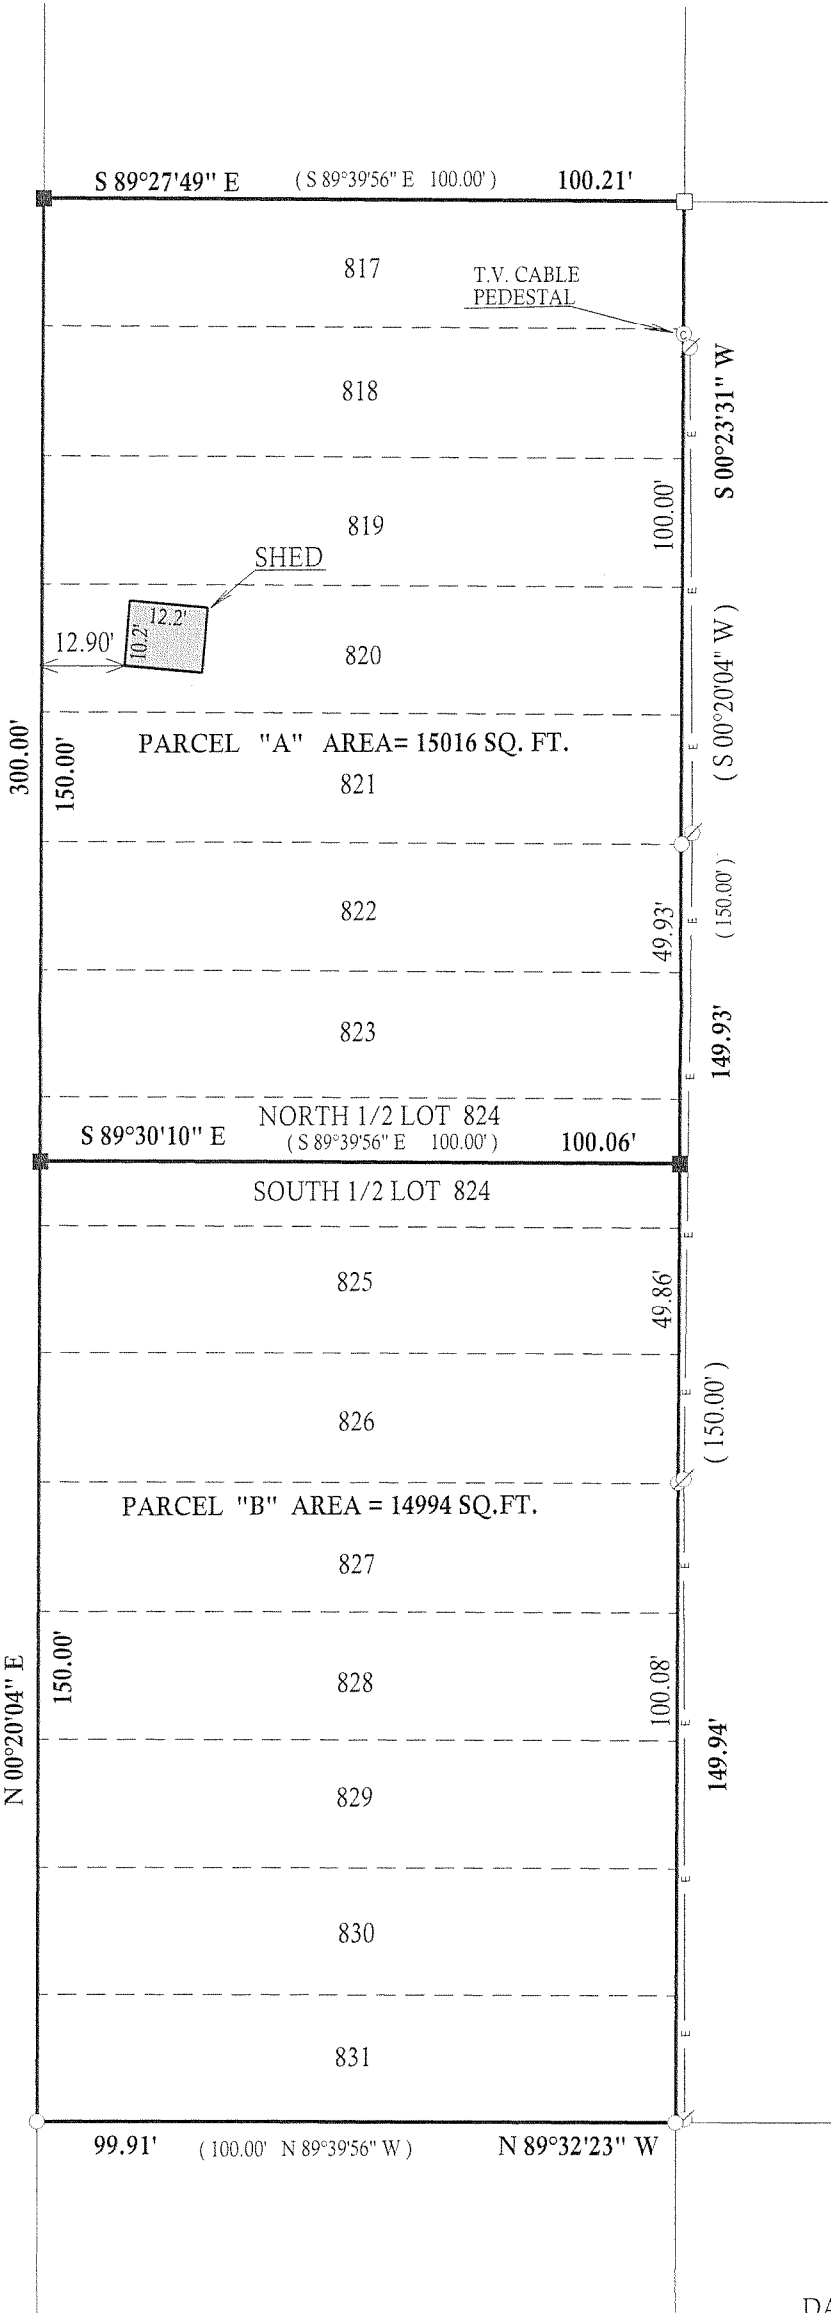 S 89°27'49" E ( S 89°39'56" E 100.00' ) 100.21'
817
T.V. CABLE
PEDESTAL
C
818
S 00°23'31" W
E
819
100.00'
SHED
E
12.2'
10.2'
12.90'
820
( S 00°20'04" W )
300.00'
150.00'
PARCEL "A" AREA= 15016 SQ. FT.
E
821
822
49.93'
E
( 150.00' )
823
149.93'
E
NORTH 1/2 LOT 824
S 89°30'10" E ( S 89°39'56" E 100.00' ) 100.06'
SOUTH 1/2 LOT 824
E
825
49.86'
E
( 150.00' )
826
PARCEL "B" AREA = 14994 SQ.FT.
827
E
N 00°20'04" E
150.00'
828
100.08'
E
149.94'
829
E
830
E
831
99.91' ( 100.00' N 89°39'56" W ) N 89°32'23" W